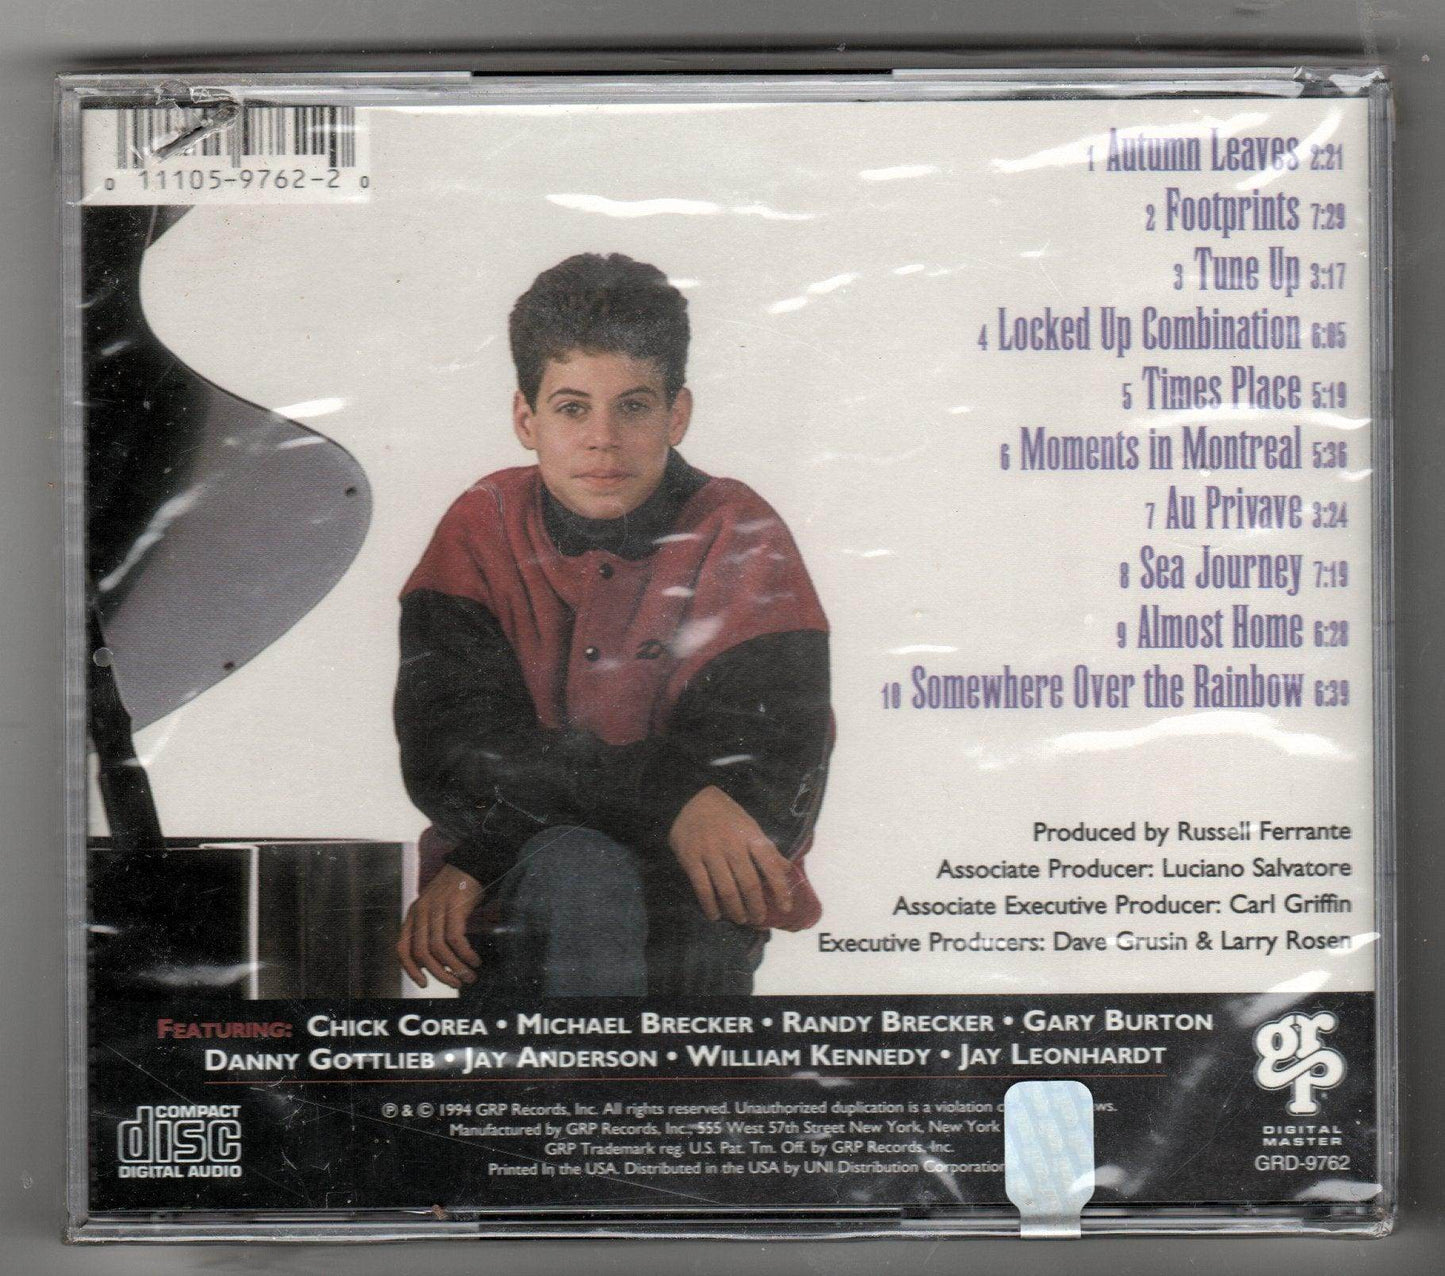 0 11105-9762-2 0
1 Autumn Leaves 2:21
2 Footprints 7:29
3 Tune Up 3:17
4 Locked Up Combination 6:05
5 Times Place 5:19
6 Moments in Montreal 5:36
7 Au Privave 3:24
8 Sea Journey 7:19
9 Almost Home 6:28
10 Somewhere Over the Rainbow 6:39
Produced by Russell Ferrante
Associate Producer: Luciano Salvatore
Associate Executive Producer: Carl Griffin
Executive Producers: Dave Grusin & Larry Rosen
FEATURING: CHICK COREA • MICHAEL BRECKER • RANDY BRECKER • GARY BURTON
DANNY GOTTLIEB • JAY ANDERSON • WILLIAM KENNEDY • JAY LEONHARDT
COMPACT
disc
DIGITAL AUDIO
℗ & © 1994 GRP Records, Inc. All rights reserved. Unauthorized duplication is a violation
Manufactured by GRP Records, Inc., 555 West 57th Street New York, New York
GRP Trademark reg. U.S. Pat. Tm. Off. by GRP Records, Inc.
Printed In the USA. Distributed in the USA by UNI Distribution Corporation
GRP
DIGITAL
MASTER
GRD-9762